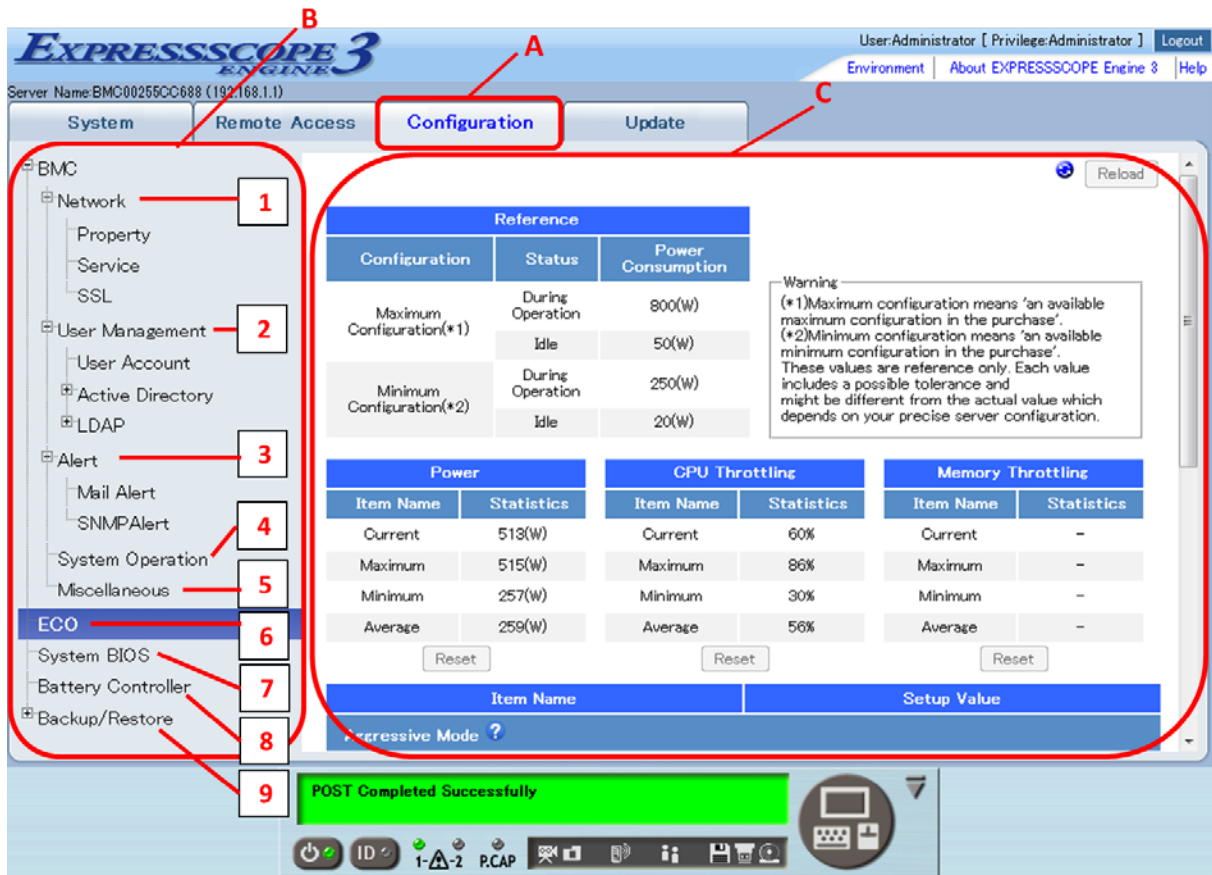 B
EXPRESSSCOPE 3
ENGINE
A
User:Administrator [ Privilege:Administrator ] Logout
Environment About EXPRESSSCOPE Engine 3 Help
Server Name:BMC00255CC688 (192.168.1.1)
C
System Remote Access Configuration Update
BMC
Network 1
Property
Service
SSL
User Management 2
User Account
Active Directory
LDAP
Alert 3
Mail Alert
SNMPAlert
System Operation 4
Miscellaneous 5
ECO 6
System BIOS 7
Battery Controller 8
Backup/Restore 9
Reload
Reference
Configuration Status Power Consumption
Maximum Configuration(*1) During Operation 800(W)
Idle 50(W)
Minimum Configuration(*2) During Operation 250(W)
Idle 20(W)
Warning
(*1)Maximum configuration means 'an available
maximum configuration in the purchase'.
(*2)Minimum configuration means 'an available
minimum configuration in the purchase'.
These values are reference only. Each value
includes a possible tolerance and
might be different from the actual value which
depends on your precise server configuration.
Power CPU Throttling Memory Throttling
Item Name Statistics Item Name Statistics Item Name Statistics
Current 513(W) Current 60% Current -
Maximum 515(W) Maximum 86% Maximum -
Minimum 257(W) Minimum 30% Minimum -
Average 259(W) Average 56% Average -
Reset Reset Reset
Item Name Setup Value
Aggressive Mode ?
POST Completed Successfully
ID 1- -2 P.CAP